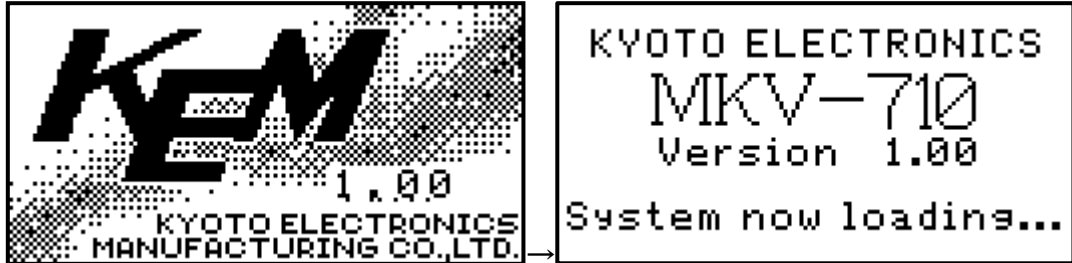 KEM
1.00
KYOTO ELECTRONICS
MANUFACTURING CO.,LTD.
→
KYOTO ELECTRONICS
MKV-710
Version 1.00
System now loading...